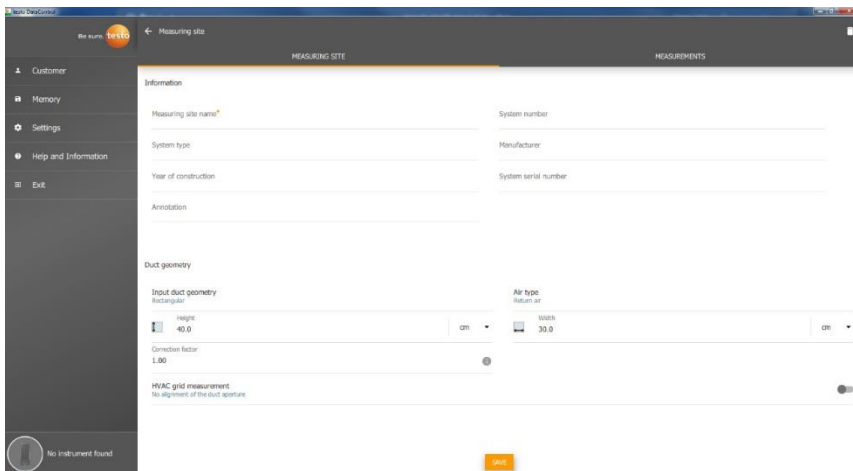 testo DataControl
Be sure. testo
Measuring site
MEASURING SITE
MEASUREMENTS
Customer
Memory
Settings
Help and Information
Exit
Information
Measuring site name*
System number
System type
Manufacturer
Year of construction
System serial number
Annotation
Duct geometry
Input duct geometry
Rectangular
Air type
Return air
Height
40.0
cm
Width
30.0
cm
Correction factor
1.00
HVAC grid measurement
No alignment of the duct aperture
No instrument found
SAVE